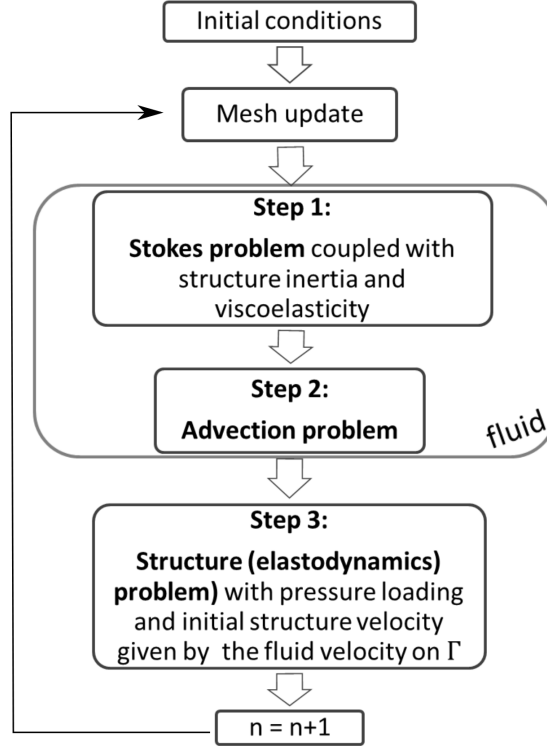 Initial conditions
Mesh update
Step 1:
Stokes problem coupled with
structure inertia and
viscoelasticity
Step 2:
Advection problem
fluid
Step 3:
Structure (elastodynamics)
problem) with pressure loading
and initial structure velocity
given by the fluid velocity on Γ
n = n+1